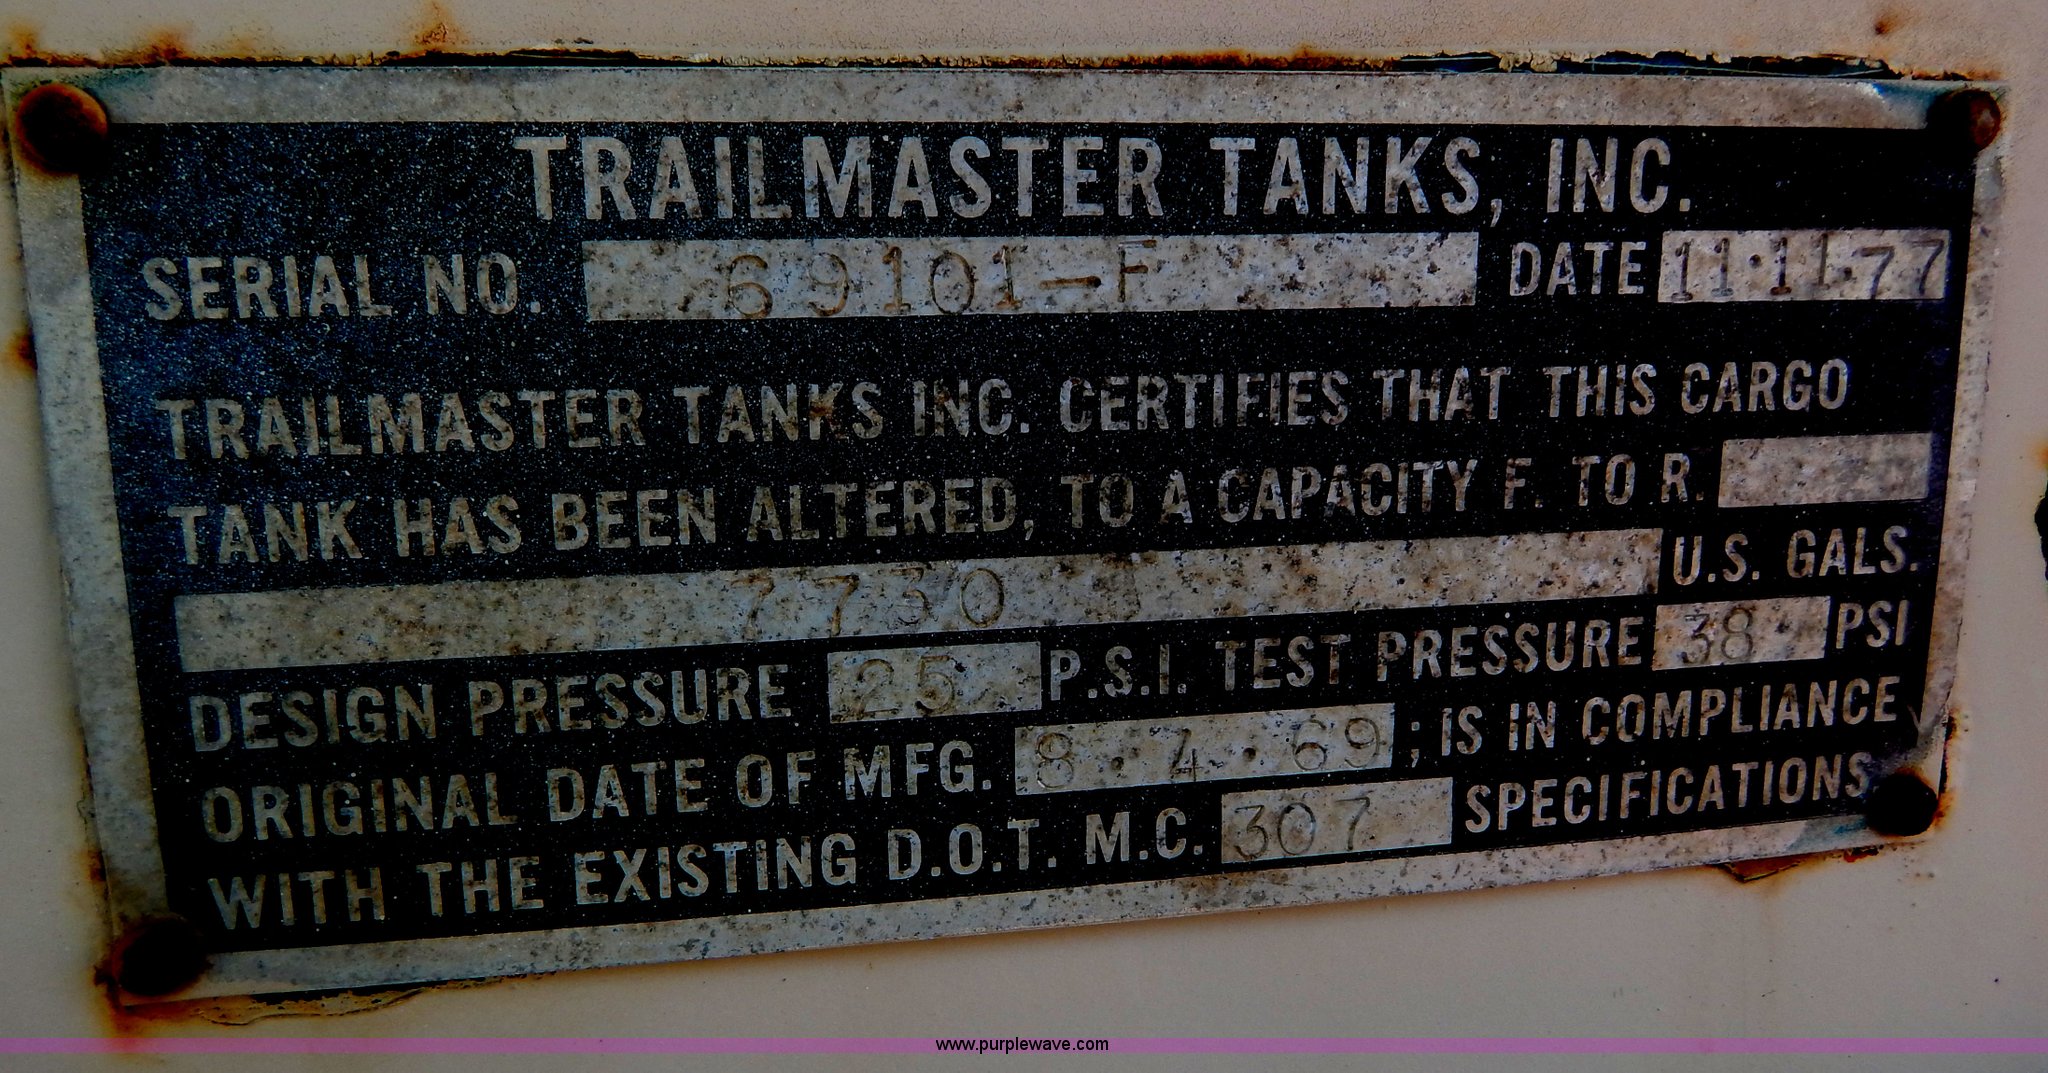 TRAILMASTER TANKS, INC.
SERIAL NO. 69101-F DATE 11·11·77
TRAILMASTER TANKS INC. CERTIFIES THAT THIS CARGO
TANK HAS BEEN ALTERED, TO A CAPACITY F. TO R.
7730 U.S. GALS.
DESIGN PRESSURE 25 P.S.I. TEST PRESSURE 38 PSI
ORIGINAL DATE OF MFG. 8·4·69 ; IS IN COMPLIANCE
WITH THE EXISTING D.O.T. M.C. 307 SPECIFICATIONS.
www.purplewave.com